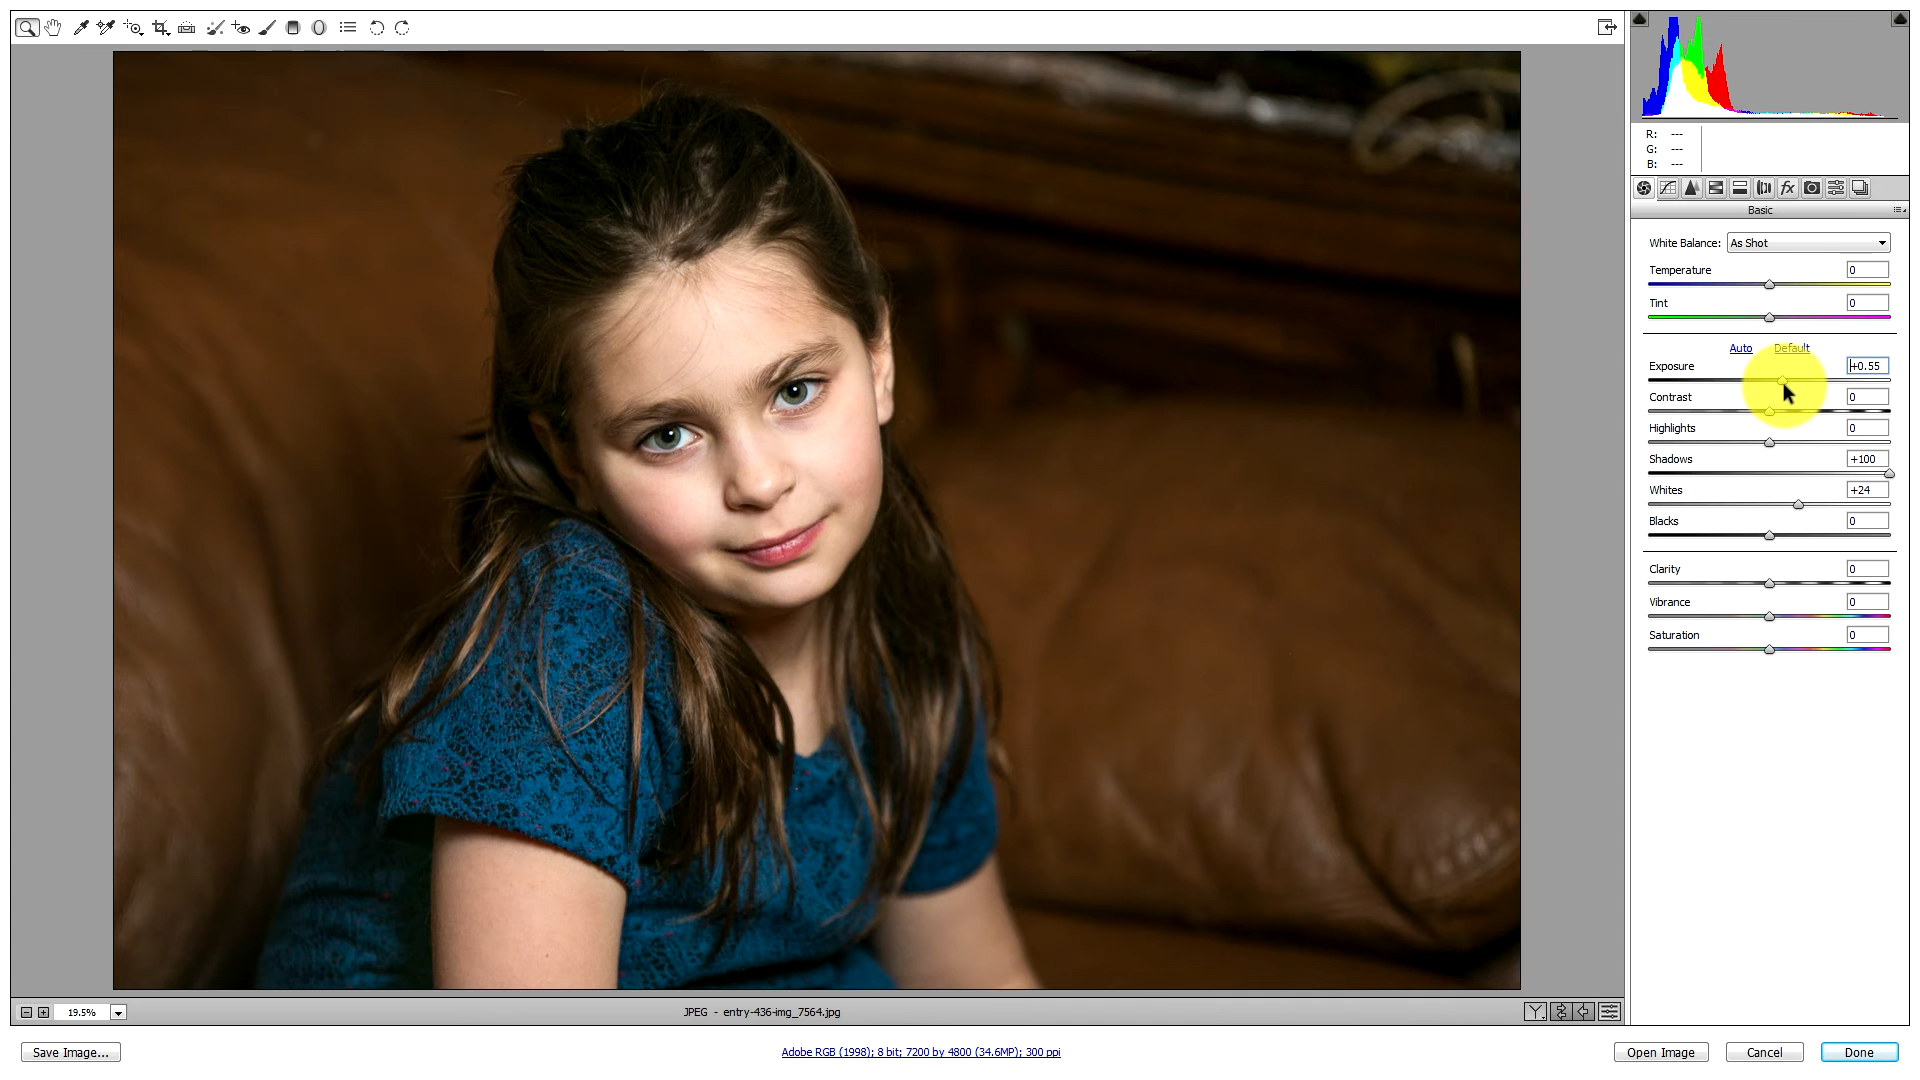 R: ---
G: ---
B: ---
fx
Basic
White Balance: As Shot
Temperature 0
Tint 0
Auto Default
Exposure +0.55
Contrast 0
Highlights 0
Shadows +100
Whites +24
Blacks 0
Clarity 0
Vibrance 0
Saturation 0
19.5%
JPEG - entry-436-img_7564.jpg
Save Image...
Adobe RGB (1998); 8 bit; 7200 by 4800 (34.6MP); 300 ppi
Open Image
Cancel
Done